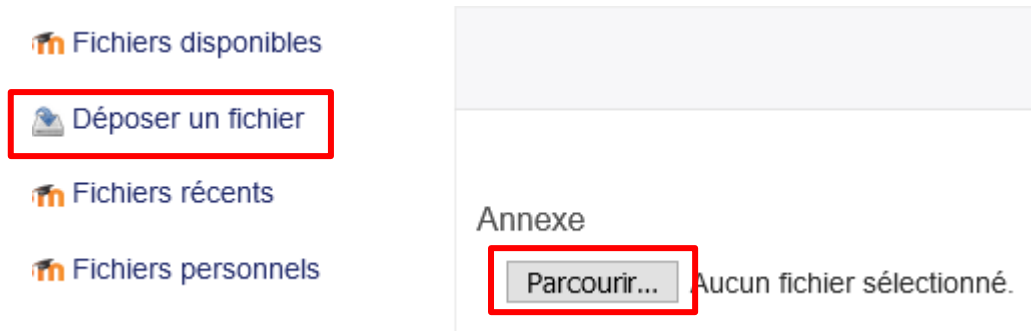 Fichiers disponibles
Déposer un fichier
Fichiers récents
Fichiers personnels
Annexe
Parcourir... Aucun fichier sélectionné.